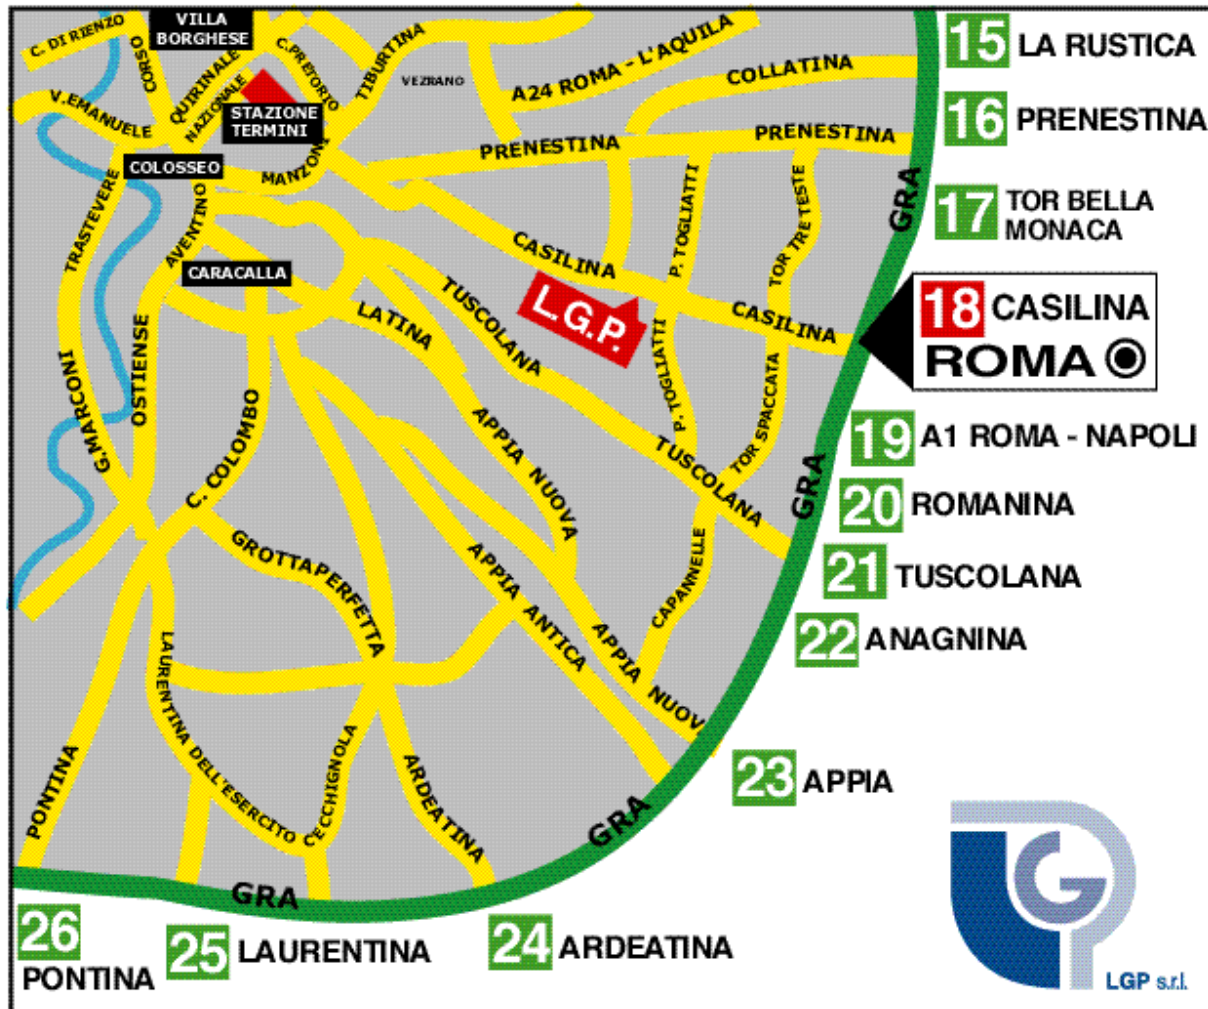 C. DI RIENZO
CORSO
VILLA
BORGHESE
QUIRINALE
NAZIONALE
C.PRETORIO
TIBURTINA
VEZRANO
A24 ROMA - L'AQUILA
COLLATINA
15 LA RUSTICA
V.EMANUELE
STAZIONE
TERMINI
PRENESTINA
PRENESTINA
16 PRENESTINA
COLOSSEO
MANZONI
TRASTEVERE
AVENTINO
CASILINA
P. TOGLIATTI
TOR TRE TESTE
GRA
17 TOR BELLA
MONACA
CARACALLA
LATINA
TUSCOLANA
L.G.P.
CASILINA
18 CASILINA
ROMA
G.MARCONI
OSTIENSE
P. TOGLIATTI
TOR SPACCATA
C. COLOMBO
APPIA NUOVA
TUSCOLANA
GRA
19 A1 ROMA - NAPOLI
20 ROMANINA
GROTTAPERFETTA
APPIA ANTICA
CAPANNELLE
21 TUSCOLANA
22 ANAGNINA
LAURENTINA DELL'ESERCITO
APPIA NUOV
PONTINA
CECCHIGNOLA
ARDEATINA
GRA
23 APPIA
GRA
26
PONTINA
25 LAURENTINA
24 ARDEATINA
LGP s.r.l.